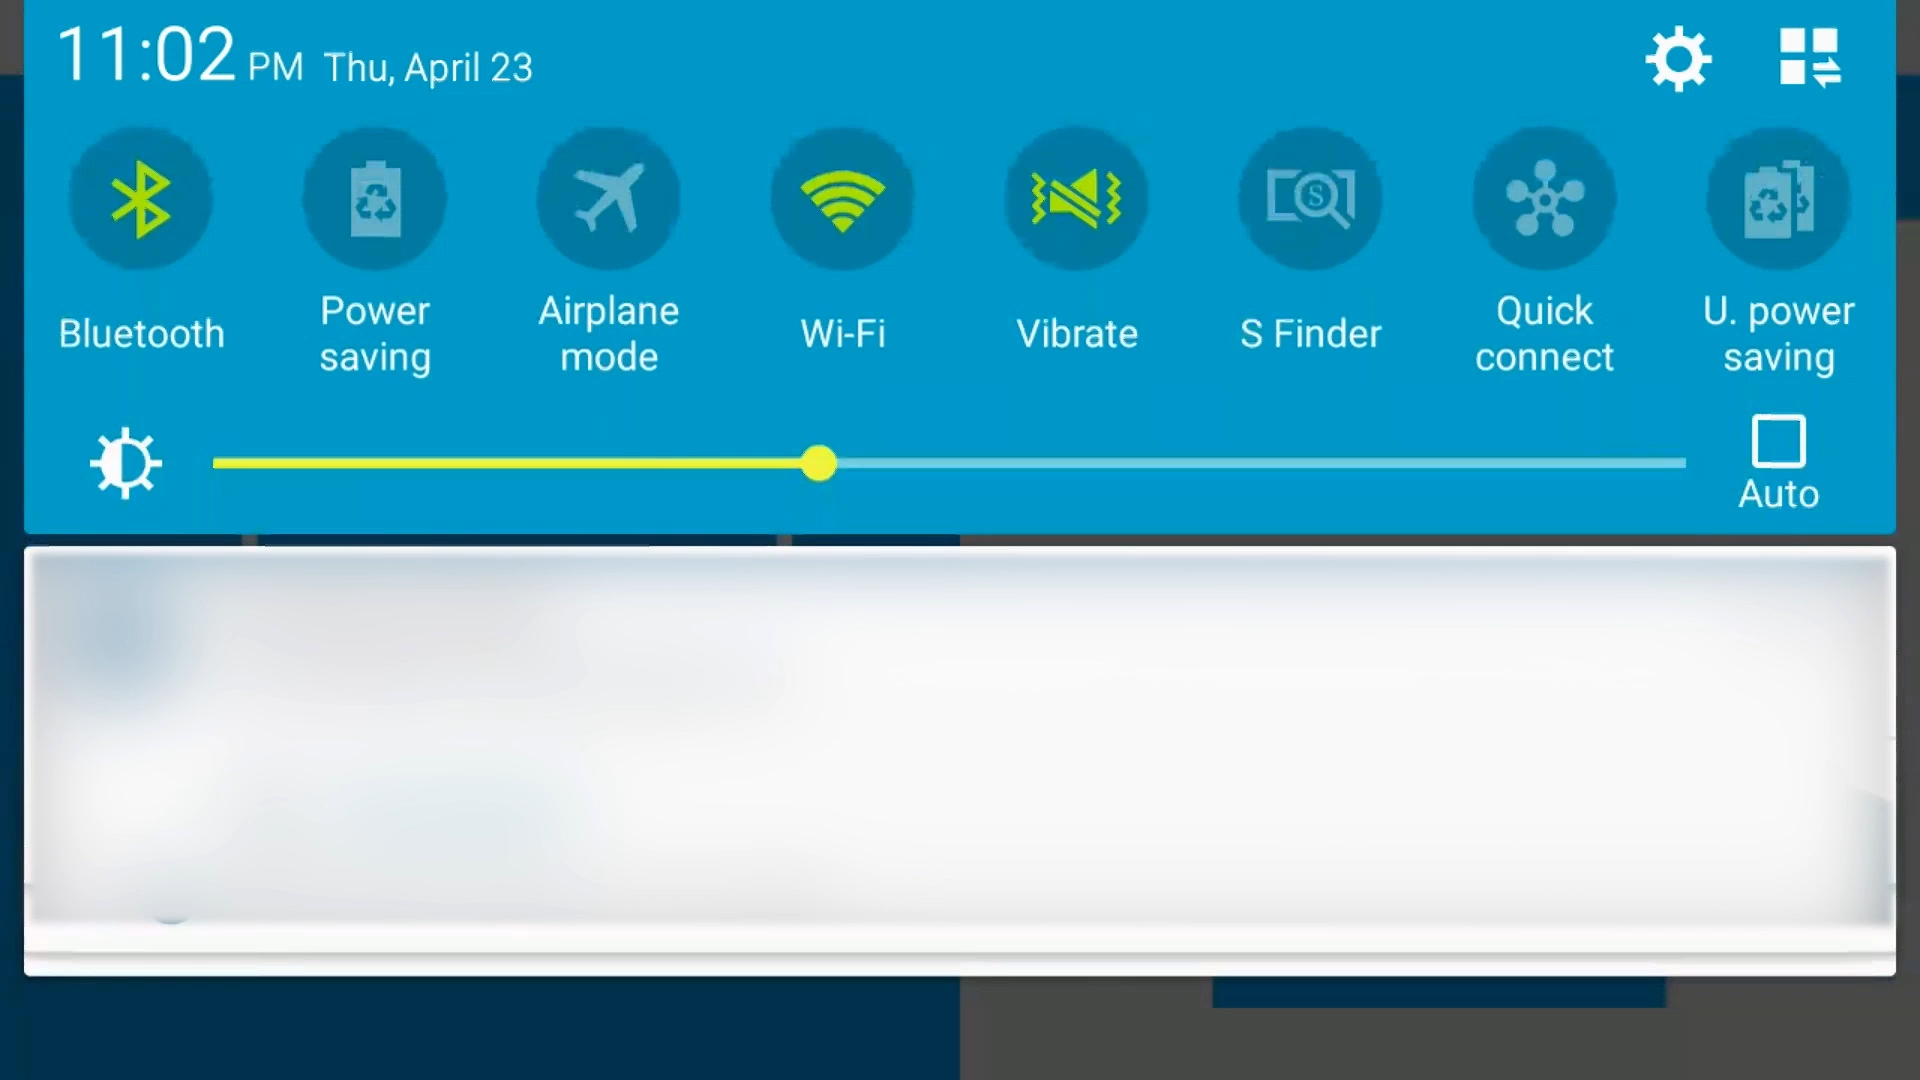 11:02 PM Thu, April 23
Bluetooth
Power
saving
Airplane
mode
Wi-Fi
Vibrate
S
S Finder
Quick
connect
U. power
saving
Auto